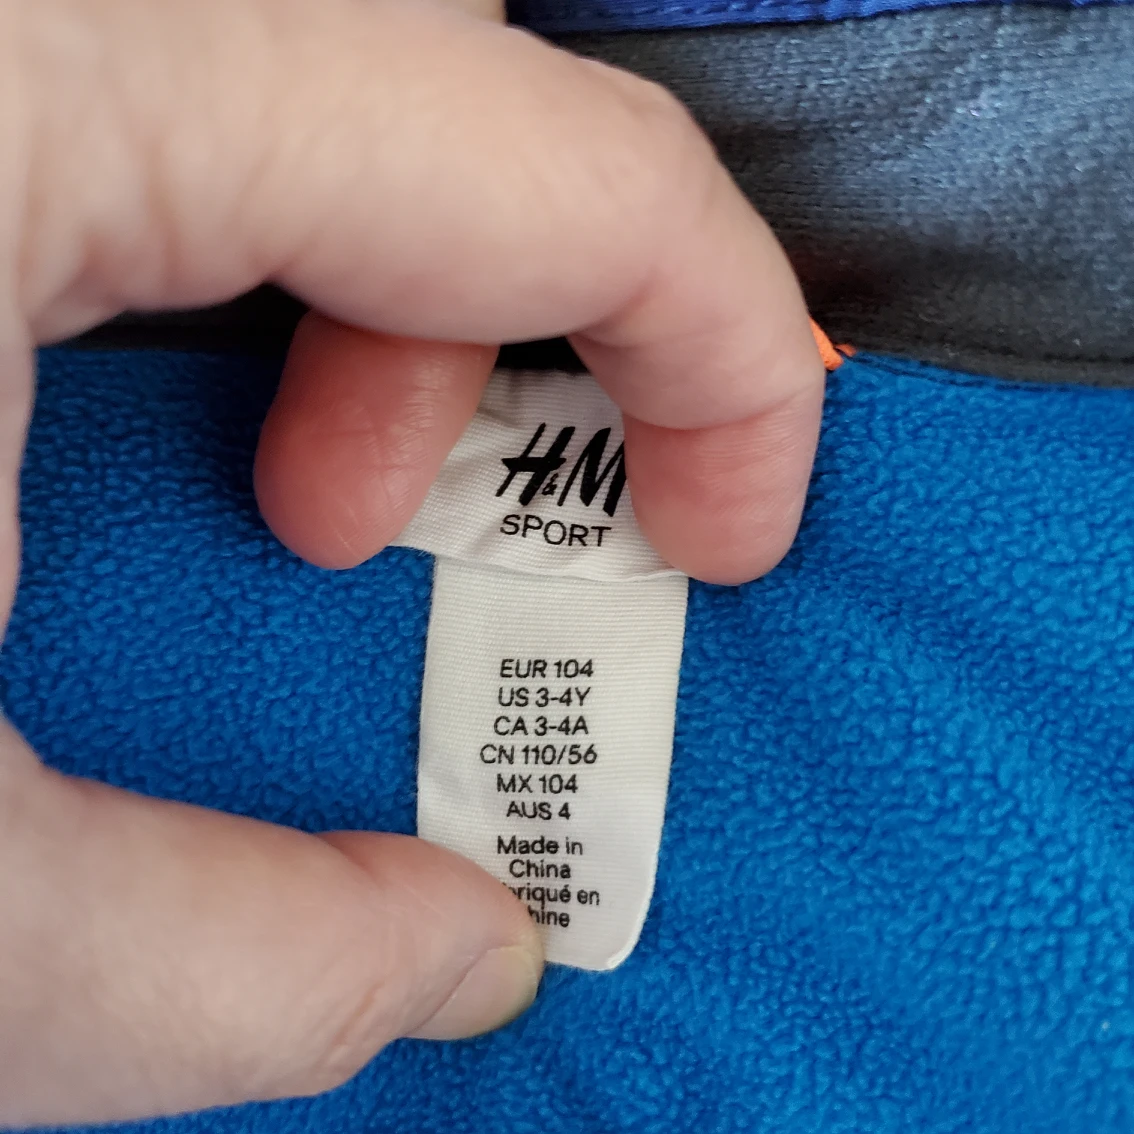 H&M
SPORT
EUR 104
US 3-4Y
CA 3-4A
CN 110/56
MX 104
AUS 4
Made in
China
en